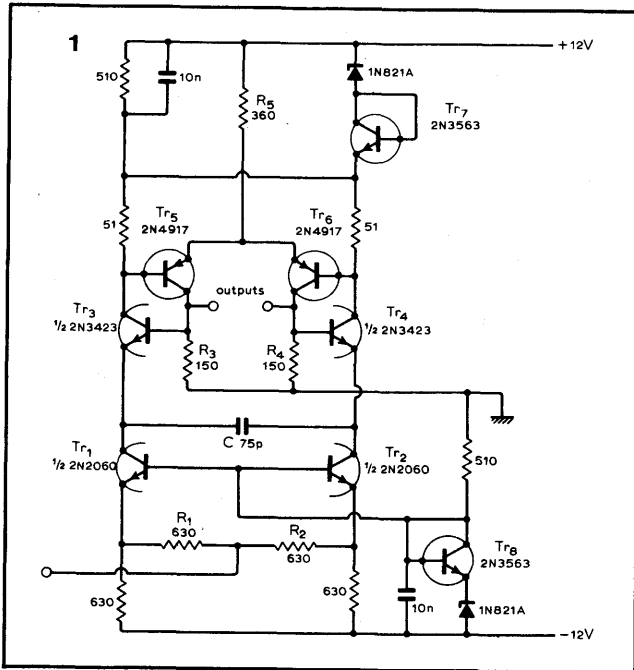 1
+12V
510
10n
1N821A
R5
360
Tr7
2N3563
51
Tr5
2N4917
Tr6
2N4917
51
outputs
Tr3
1/2 2N3423
Tr4
1/2 2N3423
R3
150
R4
150
C 75p
Tr1
1/2 2N2060
Tr2
1/2 2N2060
510
R1
630
R2
630
Tr8
2N3563
630
630
10n
1N821A
−12V